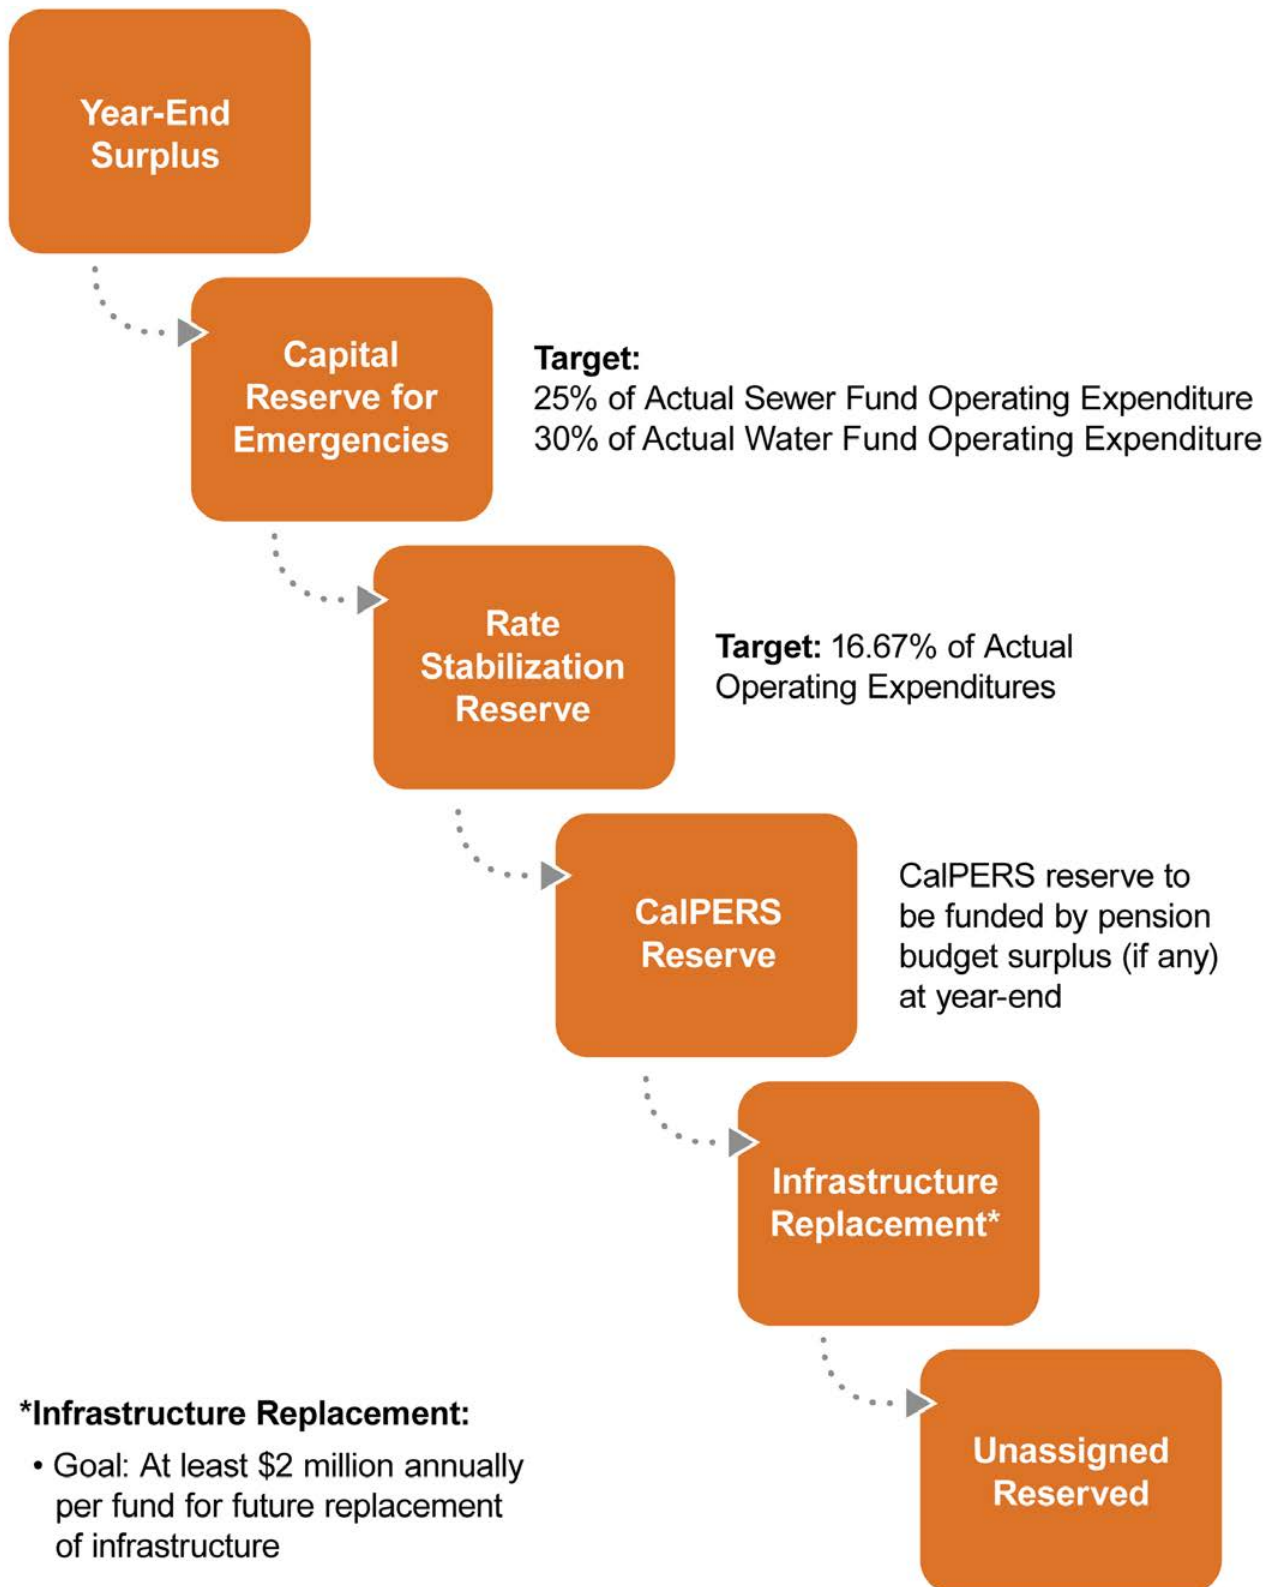 Year-End
Surplus
Capital
Reserve for
Emergencies
Target:
25% of Actual Sewer Fund Operating Expenditure
30% of Actual Water Fund Operating Expenditure
Rate
Stabilization
Reserve
Target: 16.67% of Actual
Operating Expenditures
CalPERS
Reserve
CalPERS reserve to
be funded by pension
budget surplus (if any)
at year-end
Infrastructure
Replacement*
*Infrastructure Replacement:
• Goal: At least $2 million annually
per fund for future replacement
of infrastructure
Unassigned
Reserved